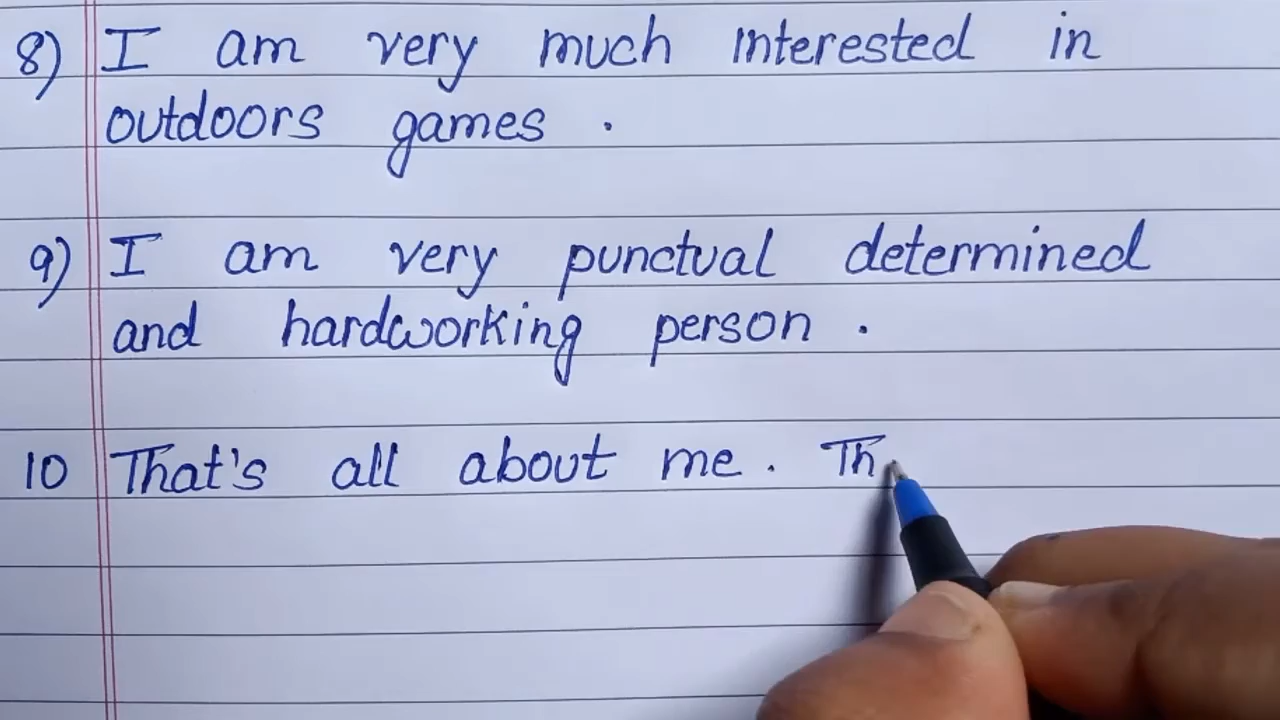 8) I am very much interested in
outdoors games .
9) I am very punctual determined
and hardworking person .
10 That's all about me . Th